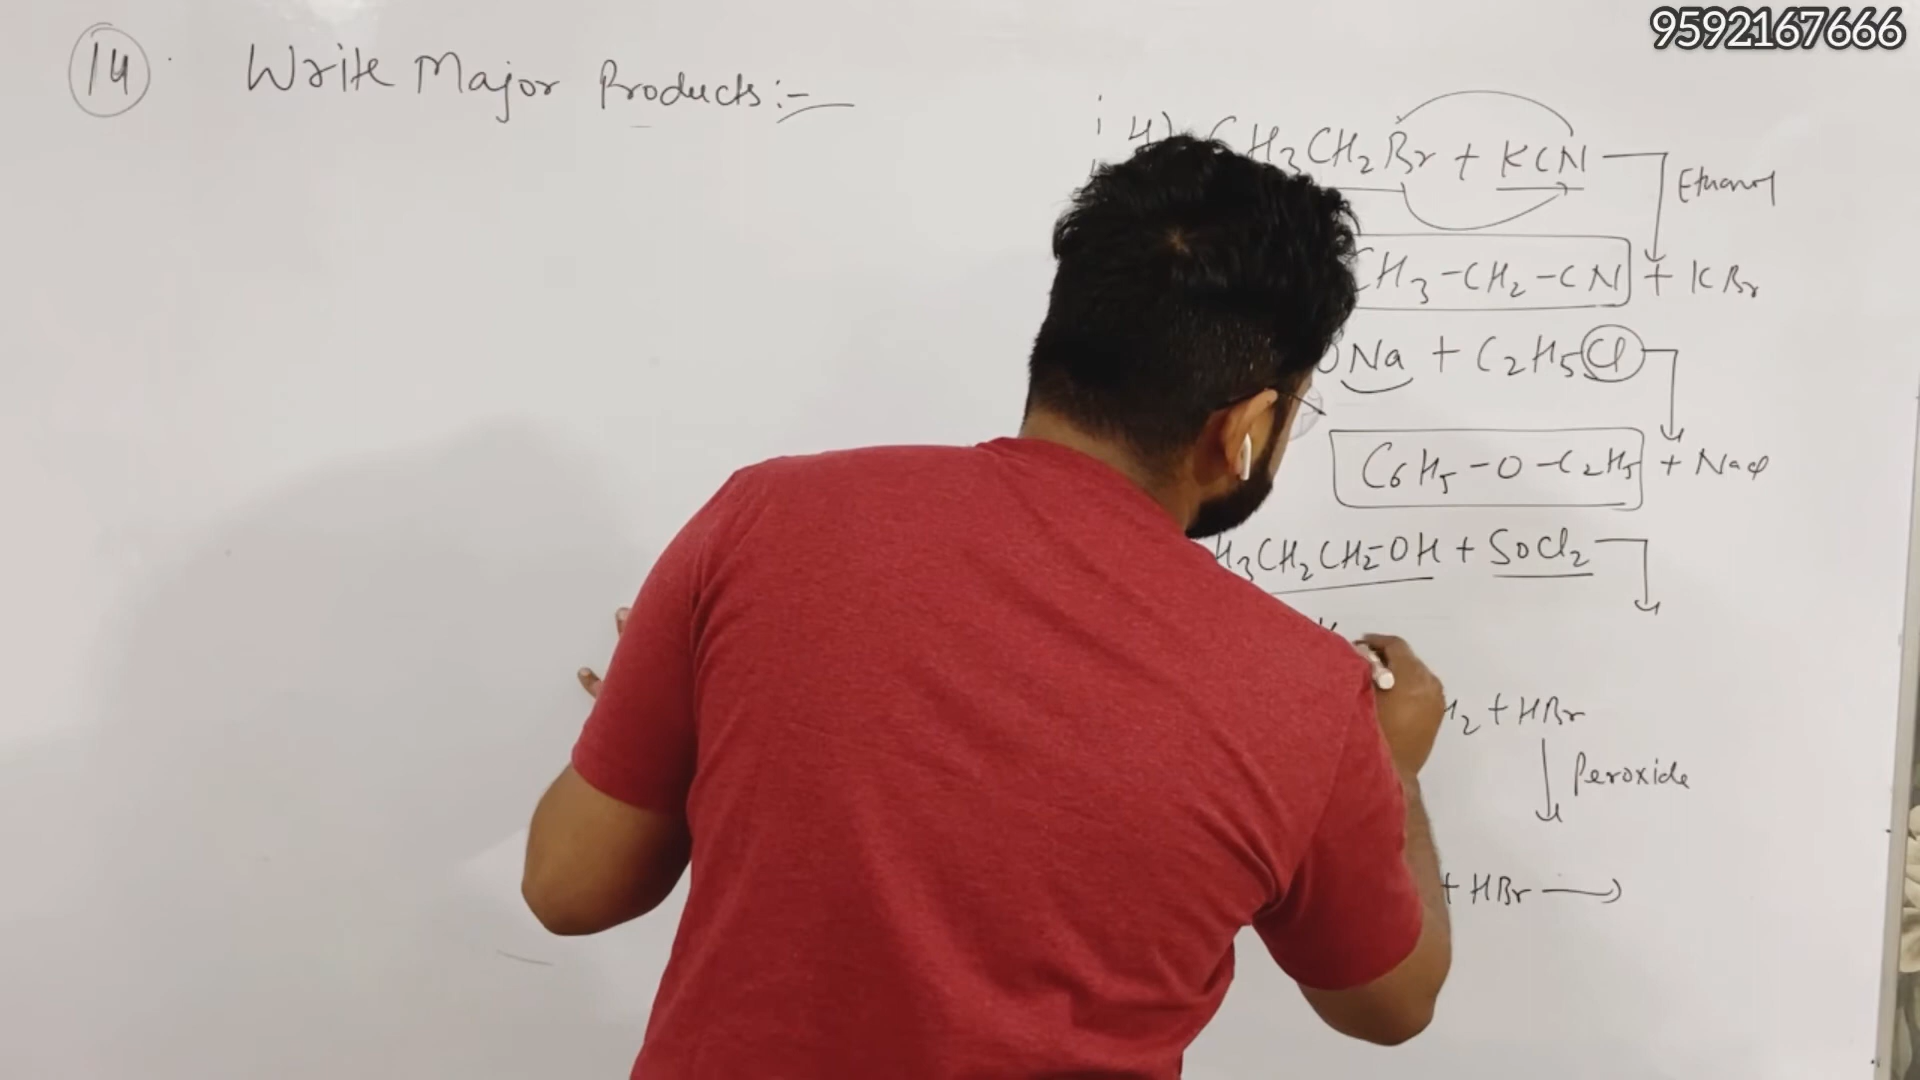 9592167666
14 Write Major Products:-
4) CH3CH2Br + KCN
Ethanol
CH3-CH2-CN + KBr
ONa + C2H5Cl
C6H5-O-C2H5 + NaCl
H3CH2CH2OH + SOCl2
H2 + HBr
Peroxide
+ HBr →